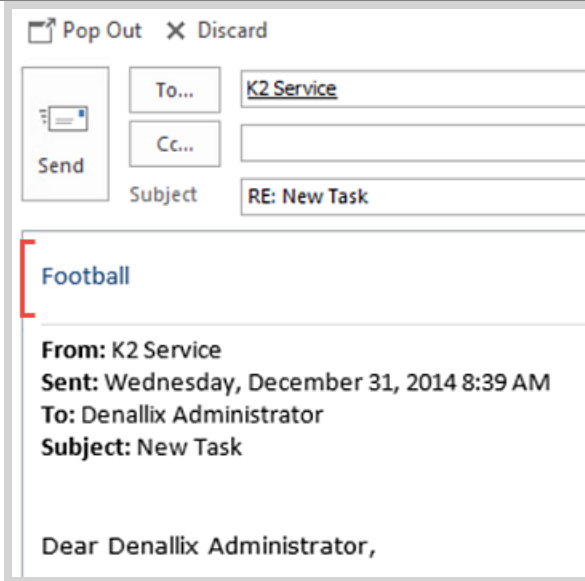 Pop Out Discard
To... K2 Service
Cc...
Send
Subject RE: New Task
Football
From: K2 Service
Sent: Wednesday, December 31, 2014 8:39 AM
To: Denallix Administrator
Subject: New Task
Dear Denallix Administrator,